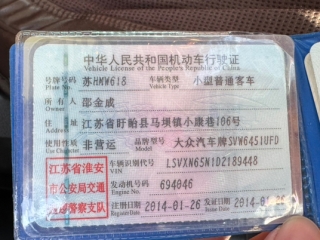 中华人民共和国机动车行驶证
Vehicle License of the People's Republic of China
号牌号码 苏HMW618 车辆类型 小型普通客车
Plate No. Vehicle Type
所有人 邵金成
Owner
住址 江苏省盱眙县马坝镇小康巷106号
Address
使用性质 非营运 品牌型号 大众汽车牌SVW6451UFD
Use Character Model
车辆识别代号 LSVXN65N1D2189448
VIN
江苏省淮安
市公安局交通
警察支队
发动机号码 694046
Engine No.
注册日期 2014-01-26 发证日期 2014-01-
Register Date Issue Date